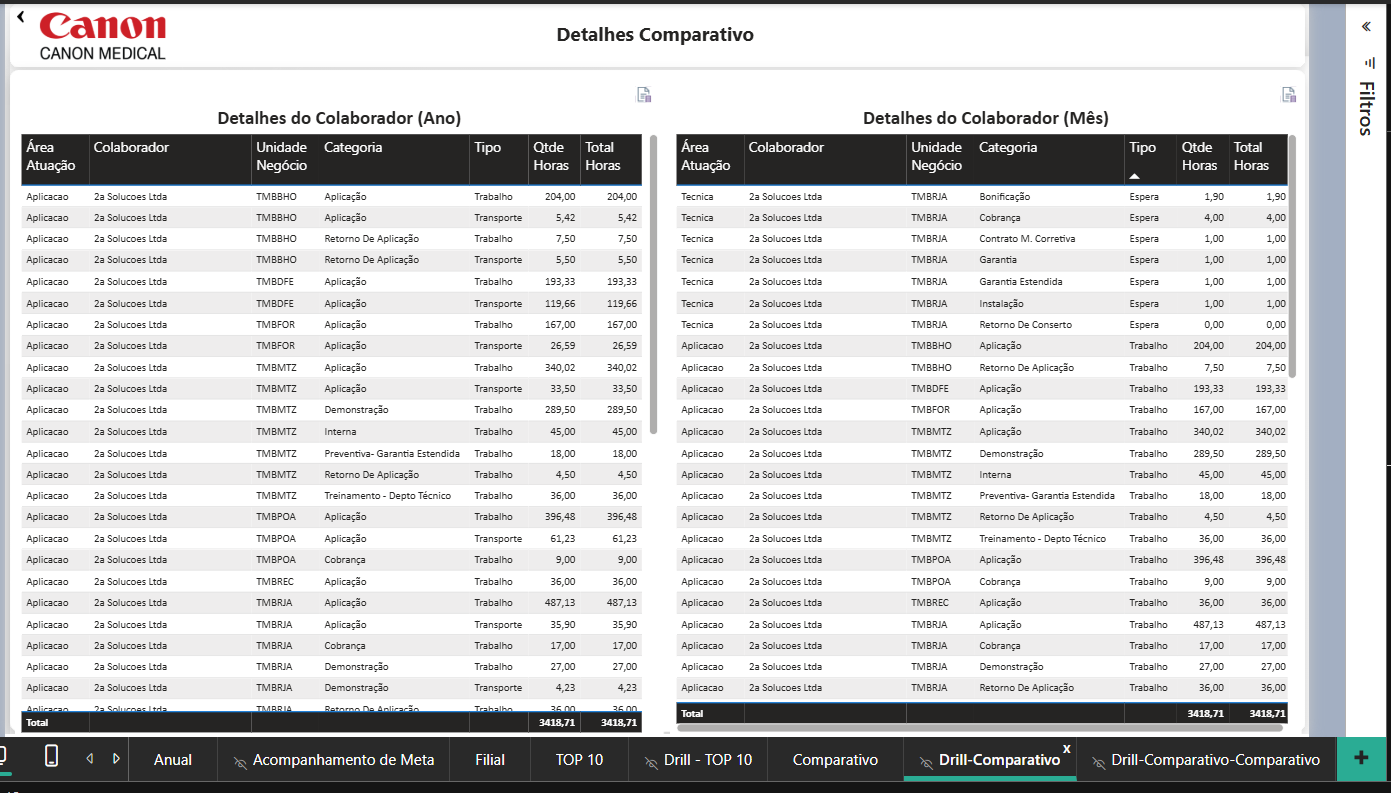 Canon
CANON MEDICAL
Detalhes Comparativo
Filtros
Detalhes do Colaborador (Ano)
Área Atuação Colaborador Unidade Negócio Categoria Tipo Qtde Horas Total Horas
Aplicacao 2a Solucoes Ltda TMBBHO Aplicação Trabalho 204,00 204,00
Aplicacao 2a Solucoes Ltda TMBBHO Aplicação Transporte 5,42 5,42
Aplicacao 2a Solucoes Ltda TMBBHO Retorno De Aplicação Trabalho 7,50 7,50
Aplicacao 2a Solucoes Ltda TMBBHO Retorno De Aplicação Transporte 5,50 5,50
Aplicacao 2a Solucoes Ltda TMBDFE Aplicação Trabalho 193,33 193,33
Aplicacao 2a Solucoes Ltda TMBDFE Aplicação Transporte 119,66 119,66
Aplicacao 2a Solucoes Ltda TMBFOR Aplicação Trabalho 167,00 167,00
Aplicacao 2a Solucoes Ltda TMBFOR Aplicação Transporte 26,59 26,59
Aplicacao 2a Solucoes Ltda TMBMTZ Aplicação Trabalho 340,02 340,02
Aplicacao 2a Solucoes Ltda TMBMTZ Aplicação Transporte 33,50 33,50
Aplicacao 2a Solucoes Ltda TMBMTZ Demonstração Trabalho 289,50 289,50
Aplicacao 2a Solucoes Ltda TMBMTZ Interna Trabalho 45,00 45,00
Aplicacao 2a Solucoes Ltda TMBMTZ Preventiva- Garantia Estendida Trabalho 18,00 18,00
Aplicacao 2a Solucoes Ltda TMBMTZ Retorno De Aplicação Trabalho 4,50 4,50
Aplicacao 2a Solucoes Ltda TMBMTZ Treinamento - Depto Técnico Trabalho 36,00 36,00
Aplicacao 2a Solucoes Ltda TMBPOA Aplicação Trabalho 396,48 396,48
Aplicacao 2a Solucoes Ltda TMBPOA Aplicação Transporte 61,23 61,23
Aplicacao 2a Solucoes Ltda TMBPOA Cobrança Trabalho 9,00 9,00
Aplicacao 2a Solucoes Ltda TMBREC Aplicação Trabalho 36,00 36,00
Aplicacao 2a Solucoes Ltda TMBRJA Aplicação Trabalho 487,13 487,13
Aplicacao 2a Solucoes Ltda TMBRJA Aplicação Transporte 35,90 35,90
Aplicacao 2a Solucoes Ltda TMBRJA Cobrança Trabalho 17,00 17,00
Aplicacao 2a Solucoes Ltda TMBRJA Demonstração Trabalho 27,00 27,00
Aplicacao 2a Solucoes Ltda TMBRJA Demonstração Transporte 4,23 4,23
Aplicacao 2a Solucoes Ltda TMBRJA Retorno De Aplicação Trabalho 36,00 36,00
Total 3418,71 3418,71
Detalhes do Colaborador (Mês)
Área Atuação Colaborador Unidade Negócio Categoria Tipo Qtde Horas Total Horas
Tecnica 2a Solucoes Ltda TMBRJA Bonificação Espera 1,90 1,90
Tecnica 2a Solucoes Ltda TMBRJA Cobrança Espera 4,00 4,00
Tecnica 2a Solucoes Ltda TMBRJA Contrato M. Corretiva Espera 1,00 1,00
Tecnica 2a Solucoes Ltda TMBRJA Garantia Espera 1,00 1,00
Tecnica 2a Solucoes Ltda TMBRJA Garantia Estendida Espera 1,00 1,00
Tecnica 2a Solucoes Ltda TMBRJA Instalação Espera 1,00 1,00
Tecnica 2a Solucoes Ltda TMBRJA Retorno De Conserto Espera 0,00 0,00
Aplicacao 2a Solucoes Ltda TMBBHO Aplicação Trabalho 204,00 204,00
Aplicacao 2a Solucoes Ltda TMBBHO Retorno De Aplicação Trabalho 7,50 7,50
Aplicacao 2a Solucoes Ltda TMBDFE Aplicação Trabalho 193,33 193,33
Aplicacao 2a Solucoes Ltda TMBFOR Aplicação Trabalho 167,00 167,00
Aplicacao 2a Solucoes Ltda TMBMTZ Aplicação Trabalho 340,02 340,02
Aplicacao 2a Solucoes Ltda TMBMTZ Demonstração Trabalho 289,50 289,50
Aplicacao 2a Solucoes Ltda TMBMTZ Interna Trabalho 45,00 45,00
Aplicacao 2a Solucoes Ltda TMBMTZ Preventiva- Garantia Estendida Trabalho 18,00 18,00
Aplicacao 2a Solucoes Ltda TMBMTZ Retorno De Aplicação Trabalho 4,50 4,50
Aplicacao 2a Solucoes Ltda TMBMTZ Treinamento - Depto Técnico Trabalho 36,00 36,00
Aplicacao 2a Solucoes Ltda TMBPOA Aplicação Trabalho 396,48 396,48
Aplicacao 2a Solucoes Ltda TMBPOA Cobrança Trabalho 9,00 9,00
Aplicacao 2a Solucoes Ltda TMBREC Aplicação Trabalho 36,00 36,00
Aplicacao 2a Solucoes Ltda TMBRJA Aplicação Trabalho 487,13 487,13
Aplicacao 2a Solucoes Ltda TMBRJA Cobrança Trabalho 17,00 17,00
Aplicacao 2a Solucoes Ltda TMBRJA Demonstração Trabalho 27,00 27,00
Aplicacao 2a Solucoes Ltda TMBRJA Retorno De Aplicação Trabalho 36,00 36,00
Total 3418,71 3418,71
Anual Acompanhamento de Meta Filial TOP 10 Drill - TOP 10 Comparativo Drill-Comparativo x Drill-Comparativo-Comparativo +